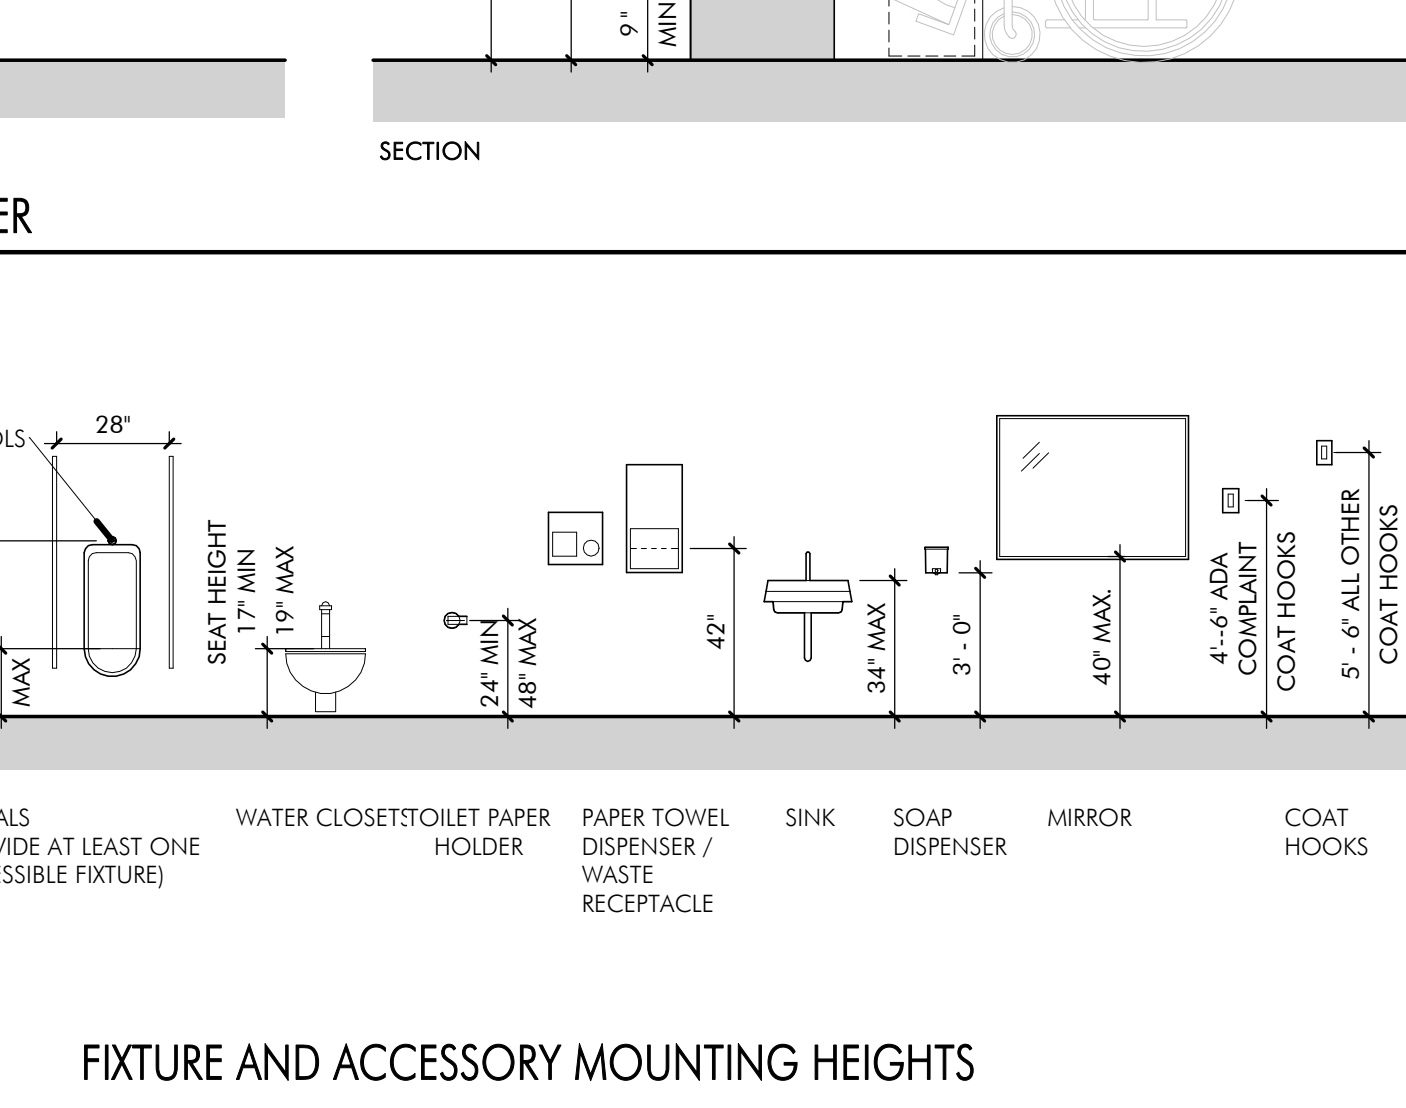 9"
MIN
SECTION
ER
28"
OLS
MAX
SEAT HEIGHT
17" MIN
19" MAX
24" MIN
48" MAX
42"
34" MAX
3' - 0"
40" MAX.
4'--6" ADA
COMPLAINT
COAT HOOKS
5' - 6" ALL OTHER
COAT HOOKS
ALS
VIDE AT LEAST ONE
ESSIBLE FIXTURE)
WATER CLOSETS
TOILET PAPER
HOLDER
PAPER TOWEL
DISPENSER /
WASTE
RECEPTACLE
SINK
SOAP
DISPENSER
MIRROR
COAT
HOOKS
FIXTURE AND ACCESSORY MOUNTING HEIGHTS